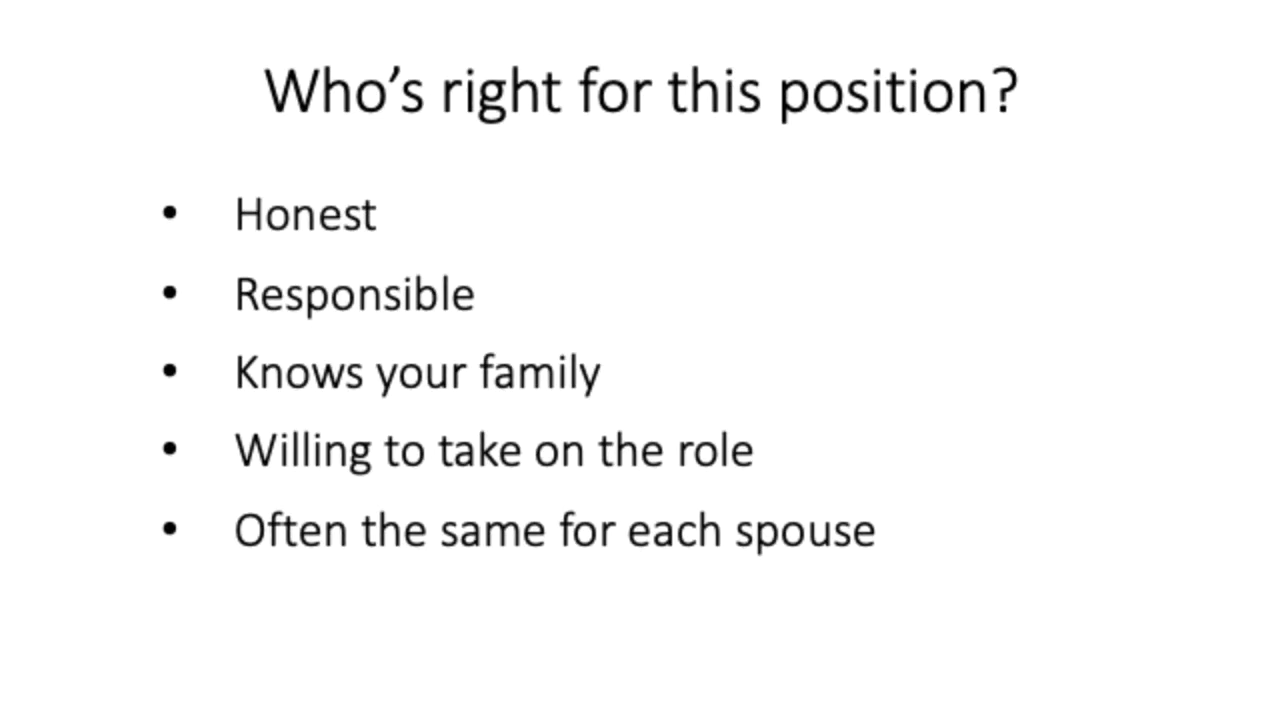 Who’s right for this position?
• Honest
• Responsible
• Knows your family
• Willing to take on the role
• Often the same for each spouse